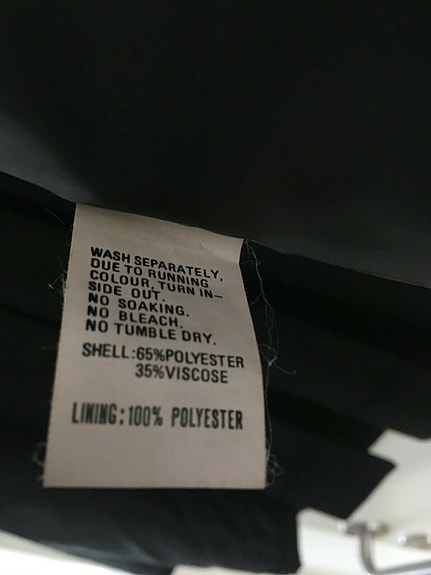 WASH SEPARATELY,
DUE TO RUNNING
COLOUR, TURN IN—
SIDE OUT.
NO SOAKING.
NO BLEACH.
NO TUMBLE DRY.
SHELL:65%POLYESTER
35%VISCOSE
LINING:100% POLYESTER